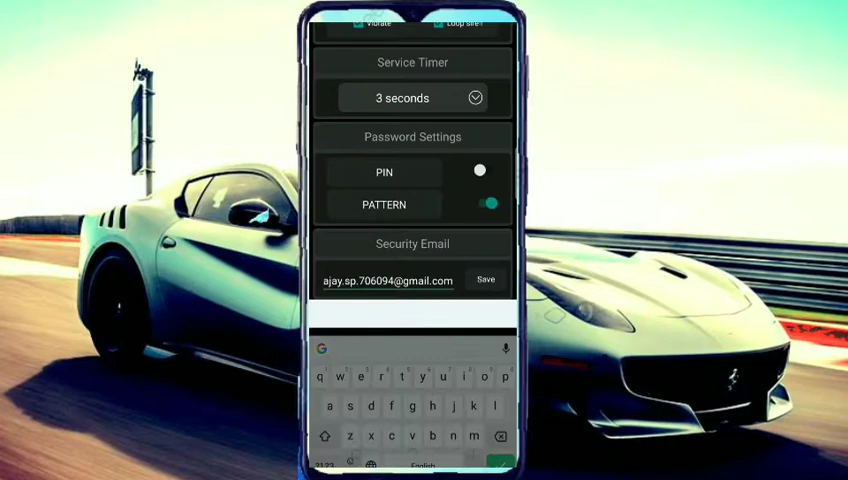 Vibrate Loop siren
Service Timer
3 seconds
Password Settings
PIN
PATTERN
Security Email
ajay.sp.706094@gmail.com Save
q w e r t y u i o p
a s d f g h j k l
z x c v b n m
English